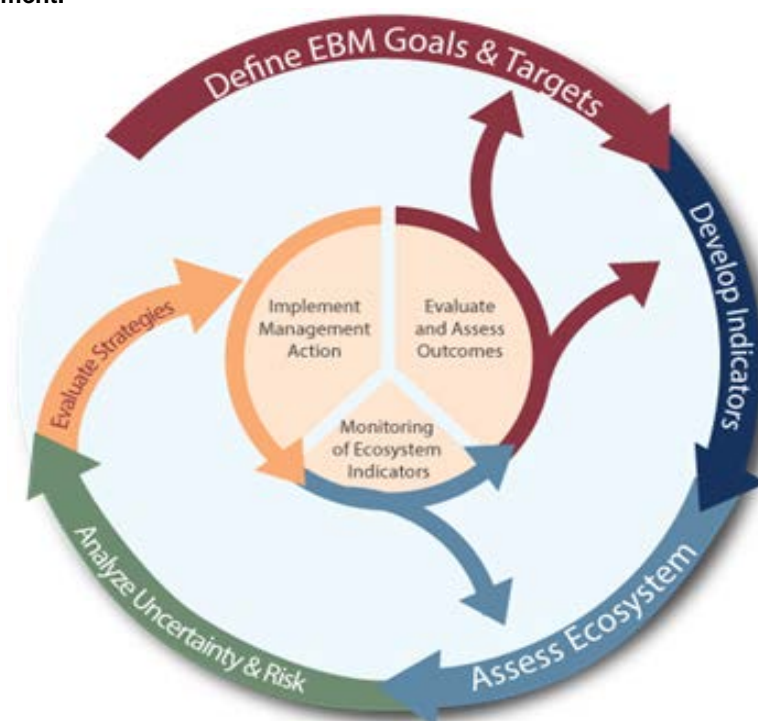 ment.
Define EBM Goals & Targets
Develop Indicators
Assess Ecosystem
Analyze Uncertainty & Risk
Evaluate Strategies
Implement
Management
Action
Evaluate
and Assess
Outcomes
Monitoring
of Ecosystem
Indicators